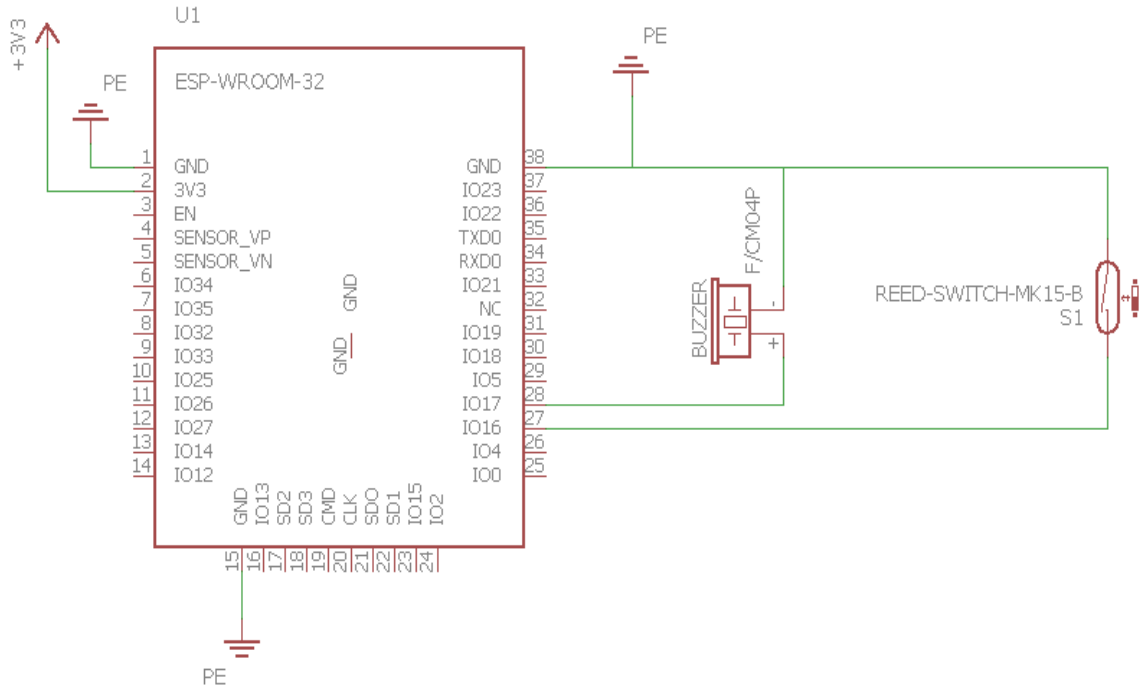 U1
+3V3
PE
PE
ESP-WROOM-32
1 GND
2 3V3
3 EN
4 SENSOR_VP
5 SENSOR_VN
6 IO34
7 IO35
8 IO32
9 IO33
10 IO25
11 IO26
12 IO27
13 IO14
14 IO12
GND
GND
GND 38
IO23 37
IO22 36
TXD0 35
RXD0 34
IO21 33
NC 32
IO19 31
IO18 30
IO5 29
IO17 28
IO16 27
IO4 26
IO0 25
GND 15
IO13 16
SD2 17
SD3 18
CMD 19
CLK 20
SD0 21
SD1 22
IO15 23
IO2 24
PE
BUZZER
F/CM04P
-
+
REED-SWITCH-MK15-B
S1